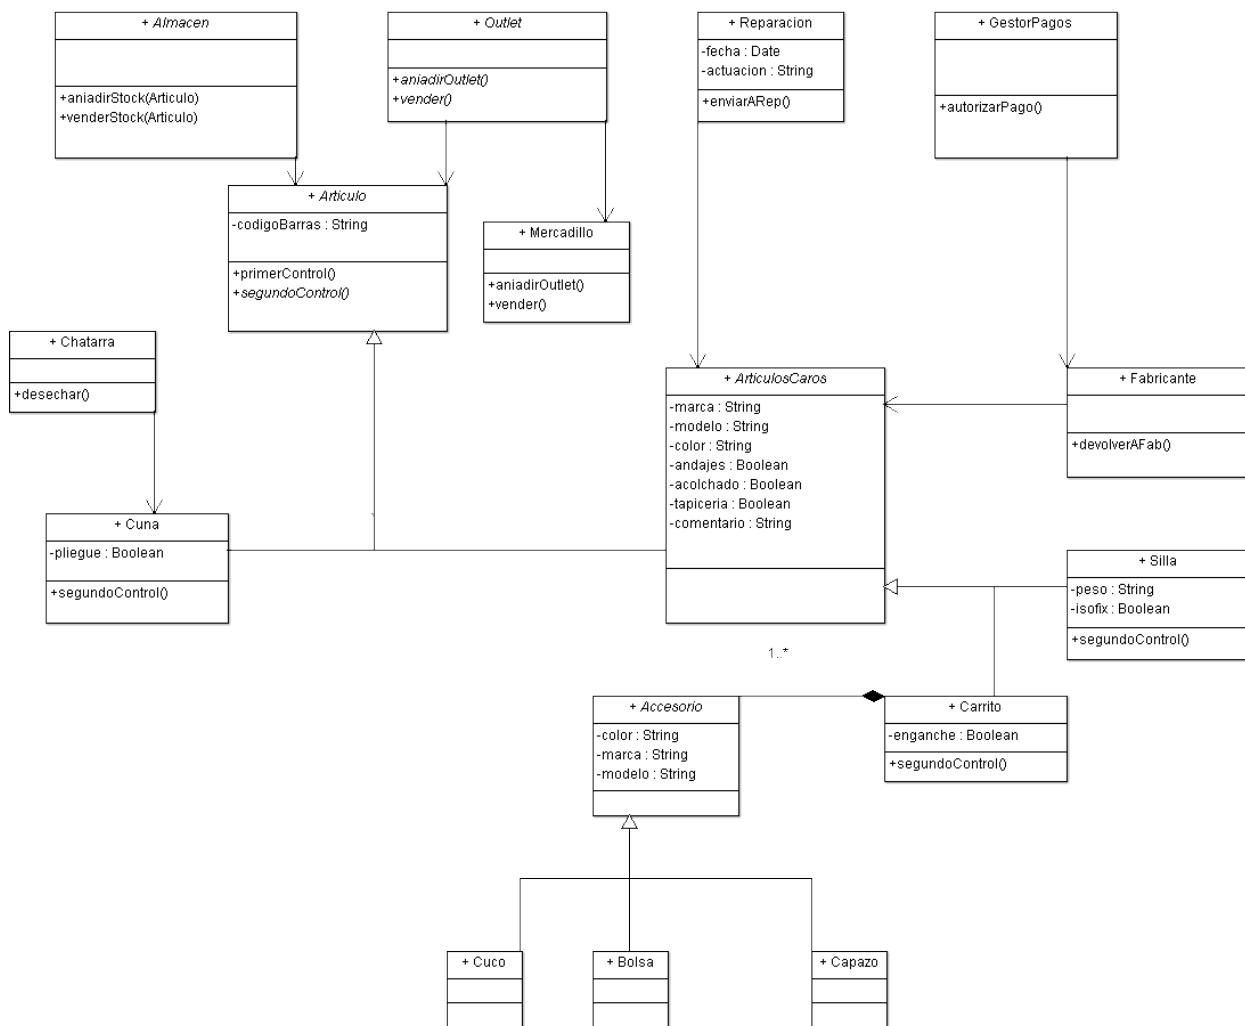 + Almacen
+aniadirStock(Articulo)
+venderStock(Articulo)
+ Outlet
+aniadirOutlet()
+vender()
+ Reparacion
-fecha : Date
-actuacion : String
+enviarARep()
+ GestorPagos
+autorizarPago()
+ Articulo
-codigoBarras : String
+primerControl()
+segundoControl()
+ Mercadillo
+aniadirOutlet()
+vender()
+ Chatarra
+desechar()
+ ArticulosCaros
-marca : String
-modelo : String
-color : String
-andajes : Boolean
-acolchado : Boolean
-tapiceria : Boolean
-comentario : String
+ Fabricante
+devolverAFab()
+ Cuna
-pliegue : Boolean
+segundoControl()
+ Silla
-peso : String
-isofix : Boolean
+segundoControl()
1..*
+ Accesorio
-color : String
-marca : String
-modelo : String
+ Carrito
-enganche : Boolean
+segundoControl()
+ Cuco
+ Bolsa
+ Capazo